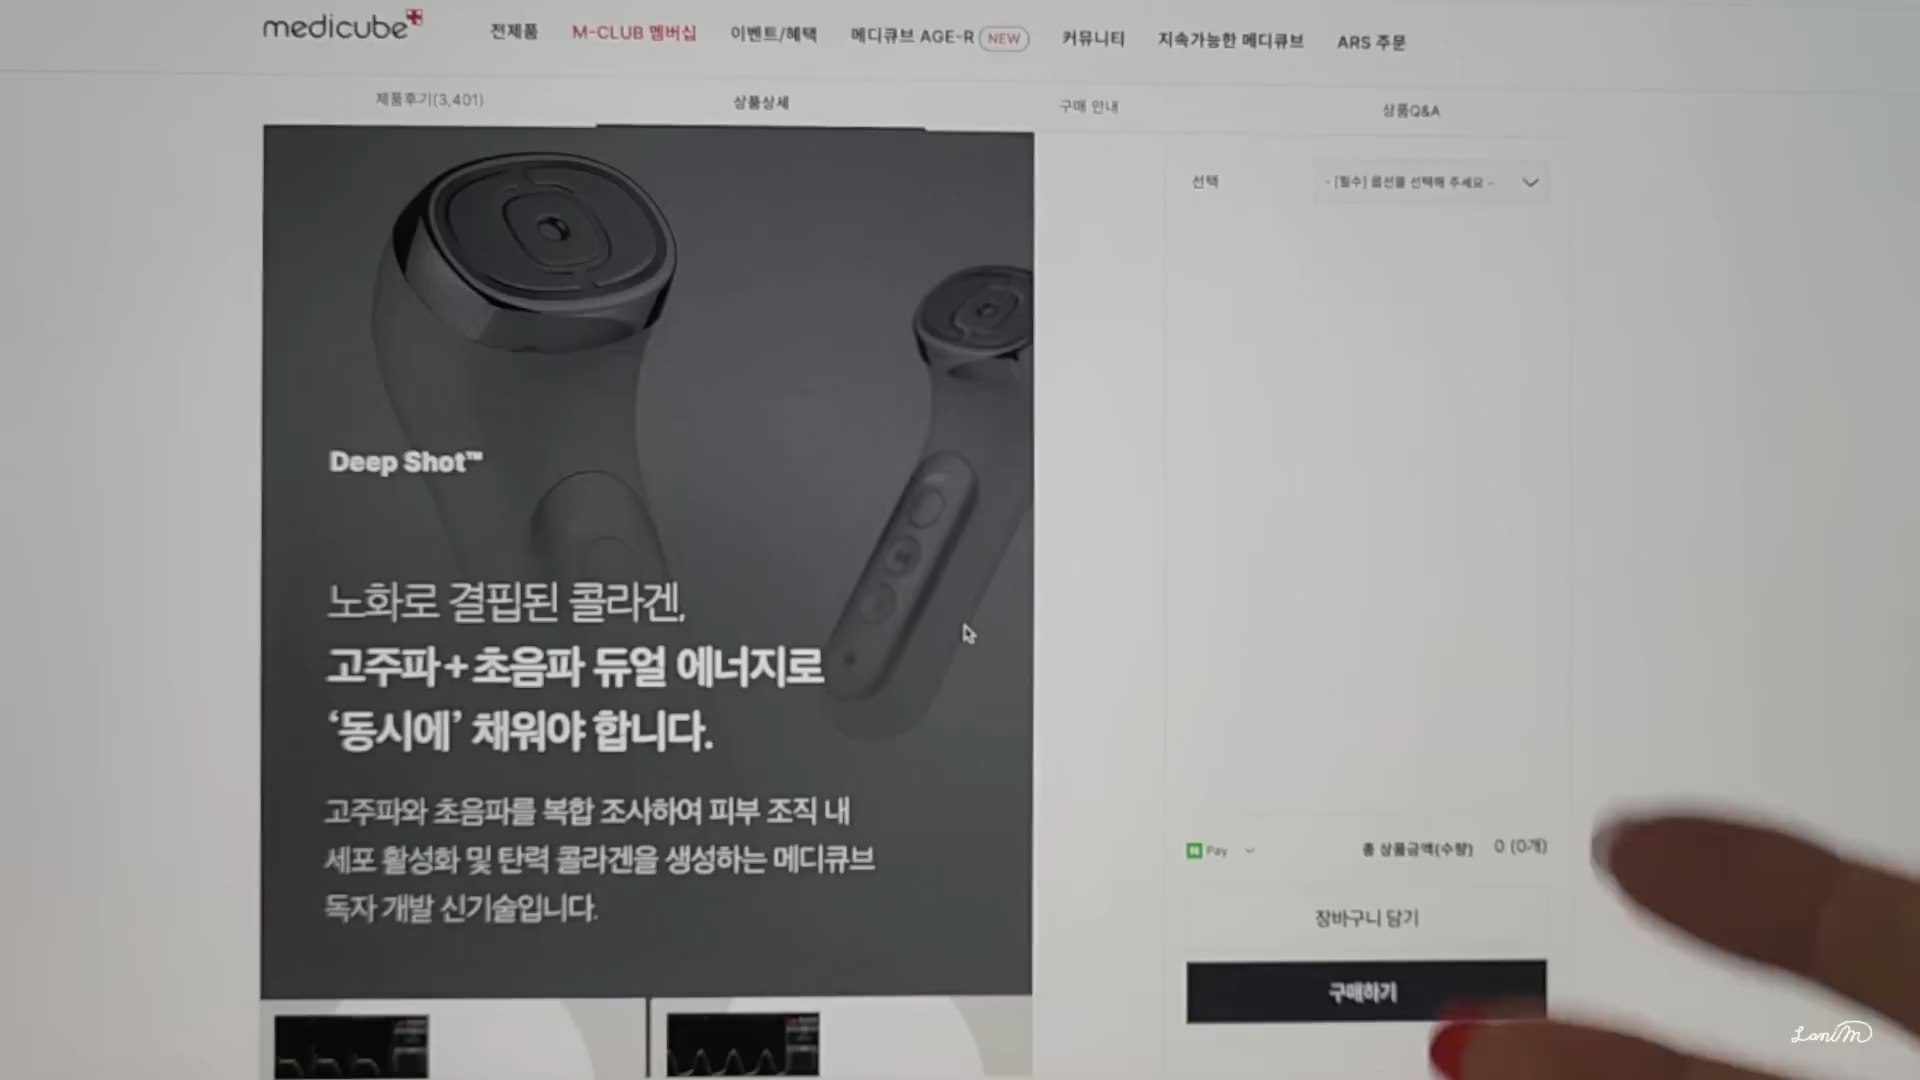 medicube
전제품 M-CLUB 멤버십 이벤트/혜택 메디큐브 AGE-R NEW 커뮤니티 지속가능한 메디큐브 ARS 주문
제품후기(3,401) 상품상세 구매 안내 상품Q&A
선택 - [필수] 옵션을 선택해 주세요 -
Deep Shot™
노화로 결핍된 콜라겐,
고주파+초음파 듀얼 에너지로
‘동시에’ 채워야 합니다.
고주파와 초음파를 복합 조사하여 피부 조직 내
세포 활성화 및 탄력 콜라겐을 생성하는 메디큐브
독자 개발 신기술입니다.
N Pay 총 상품금액(수량) 0 (0개)
장바구니 담기
구매하기
LaniM